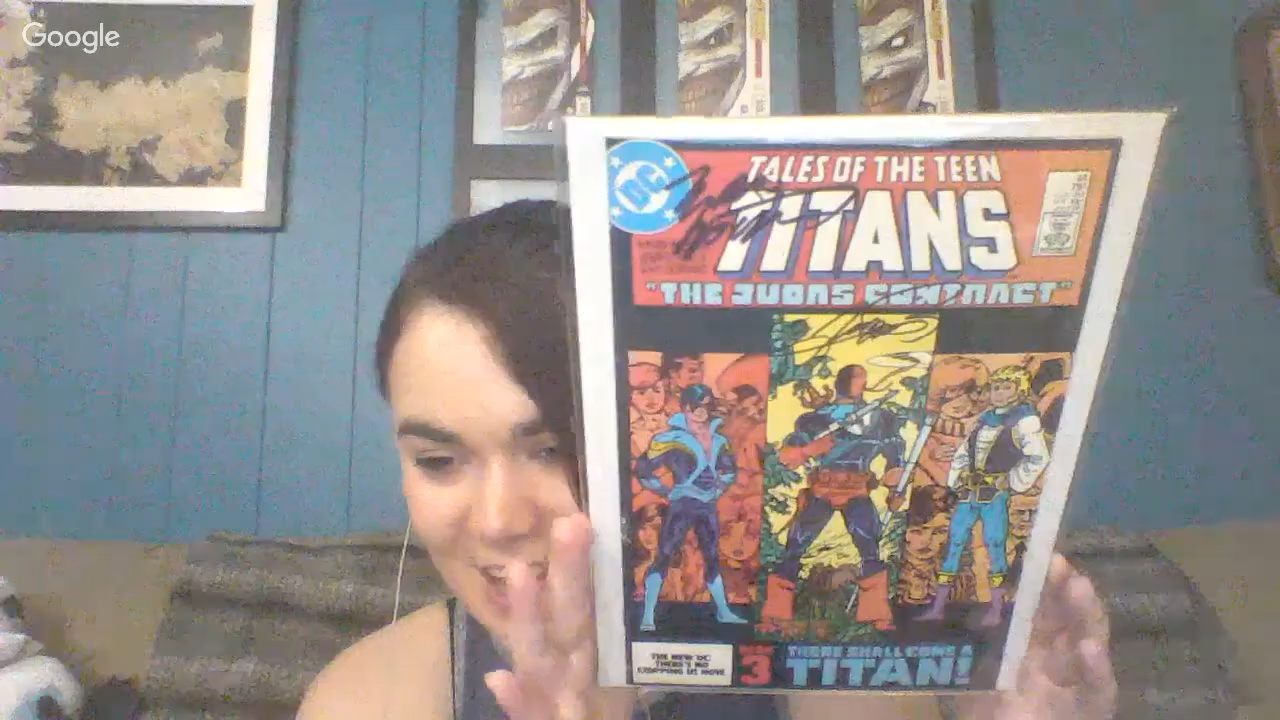 Google
DC
TALES OF THE TEEN
TITANS
"THE JUDAS CONTRACT"
THE NEW DC
THERE'S NO
STOPPING US NOW!
3
THERE SHALL COME A
TITAN!